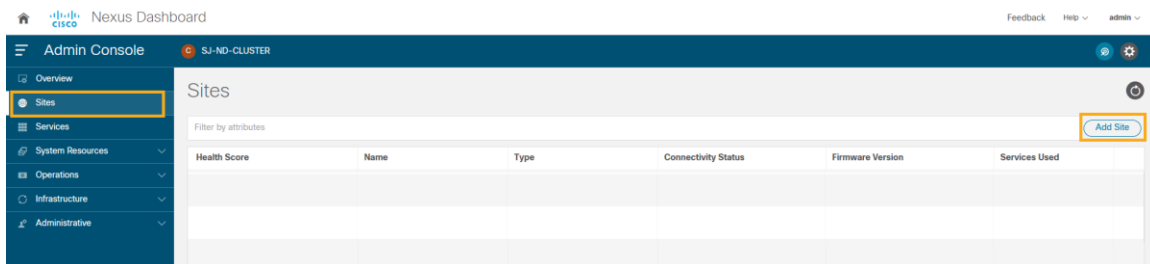 CISCO Nexus Dashboard Feedback Help admin
Admin Console C SJ-ND-CLUSTER
Overview
Sites
Sites
Services
Filter by attributes Add Site
System Resources
Health Score Name Type Connectivity Status Firmware Version Services Used
Operations
Infrastructure
Administrative